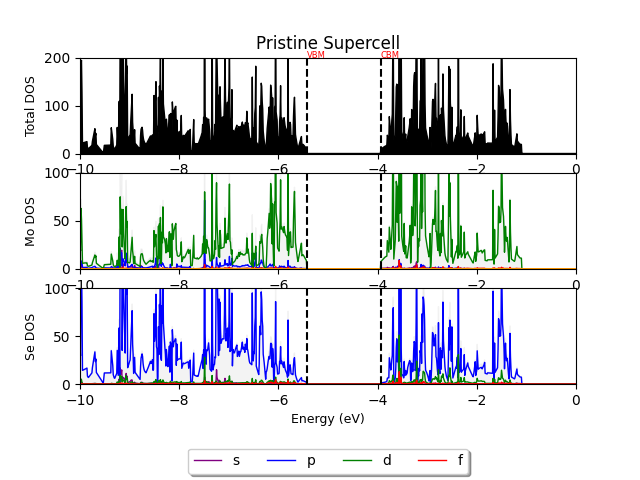 Pristine Supercell
VBM CBM
Total DOS
200
100
0
−10 −8 −6 −4 −2 0
Mo DOS
100
50
0
−10 −8 −6 −4 −2 0
Se DOS
100
50
0
−10 −8 −6 −4 −2 0
Energy (eV)
s p d f